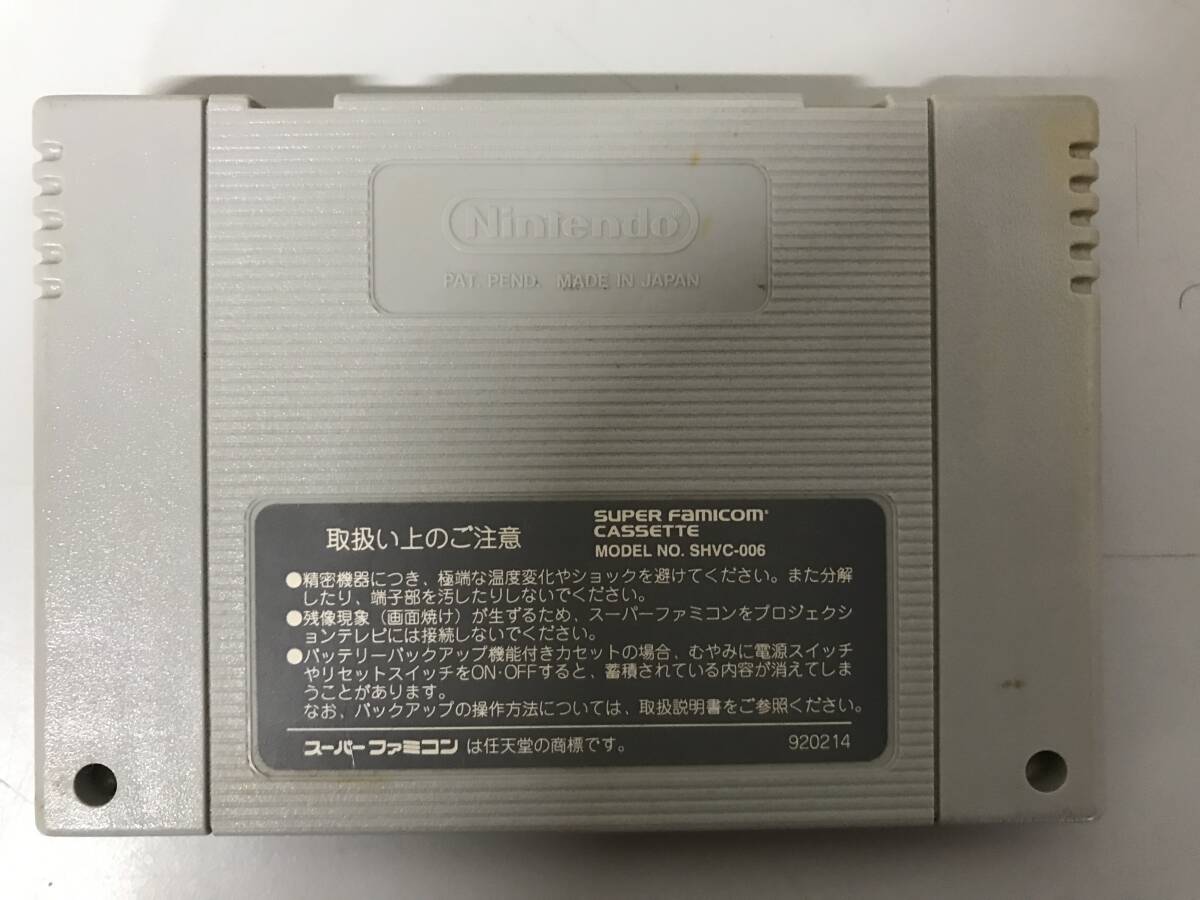 Nintendo®
PAT. PEND. MADE IN JAPAN
取扱い上のご注意
SUPER FAMICOM®
CASSETTE
MODEL NO. SHVC-006
●精密機器につき、極端な温度変化やショックを避けてください。また分解
したり、端子部を汚したりしないでください。
●残像現象（画面焼け）が生ずるため、スーパーファミコンをプロジェクシ
ョンテレビには接続しないでください。
●バッテリーバックアップ機能付きカセットの場合、むやみに電源スイッチ
やリセットスイッチをON・OFFすると、蓄積されている内容が消えてしま
うことがあります。
なお、バックアップの操作方法については、取扱説明書をご参照ください。
スーパーファミコン は任天堂の商標です。
920214